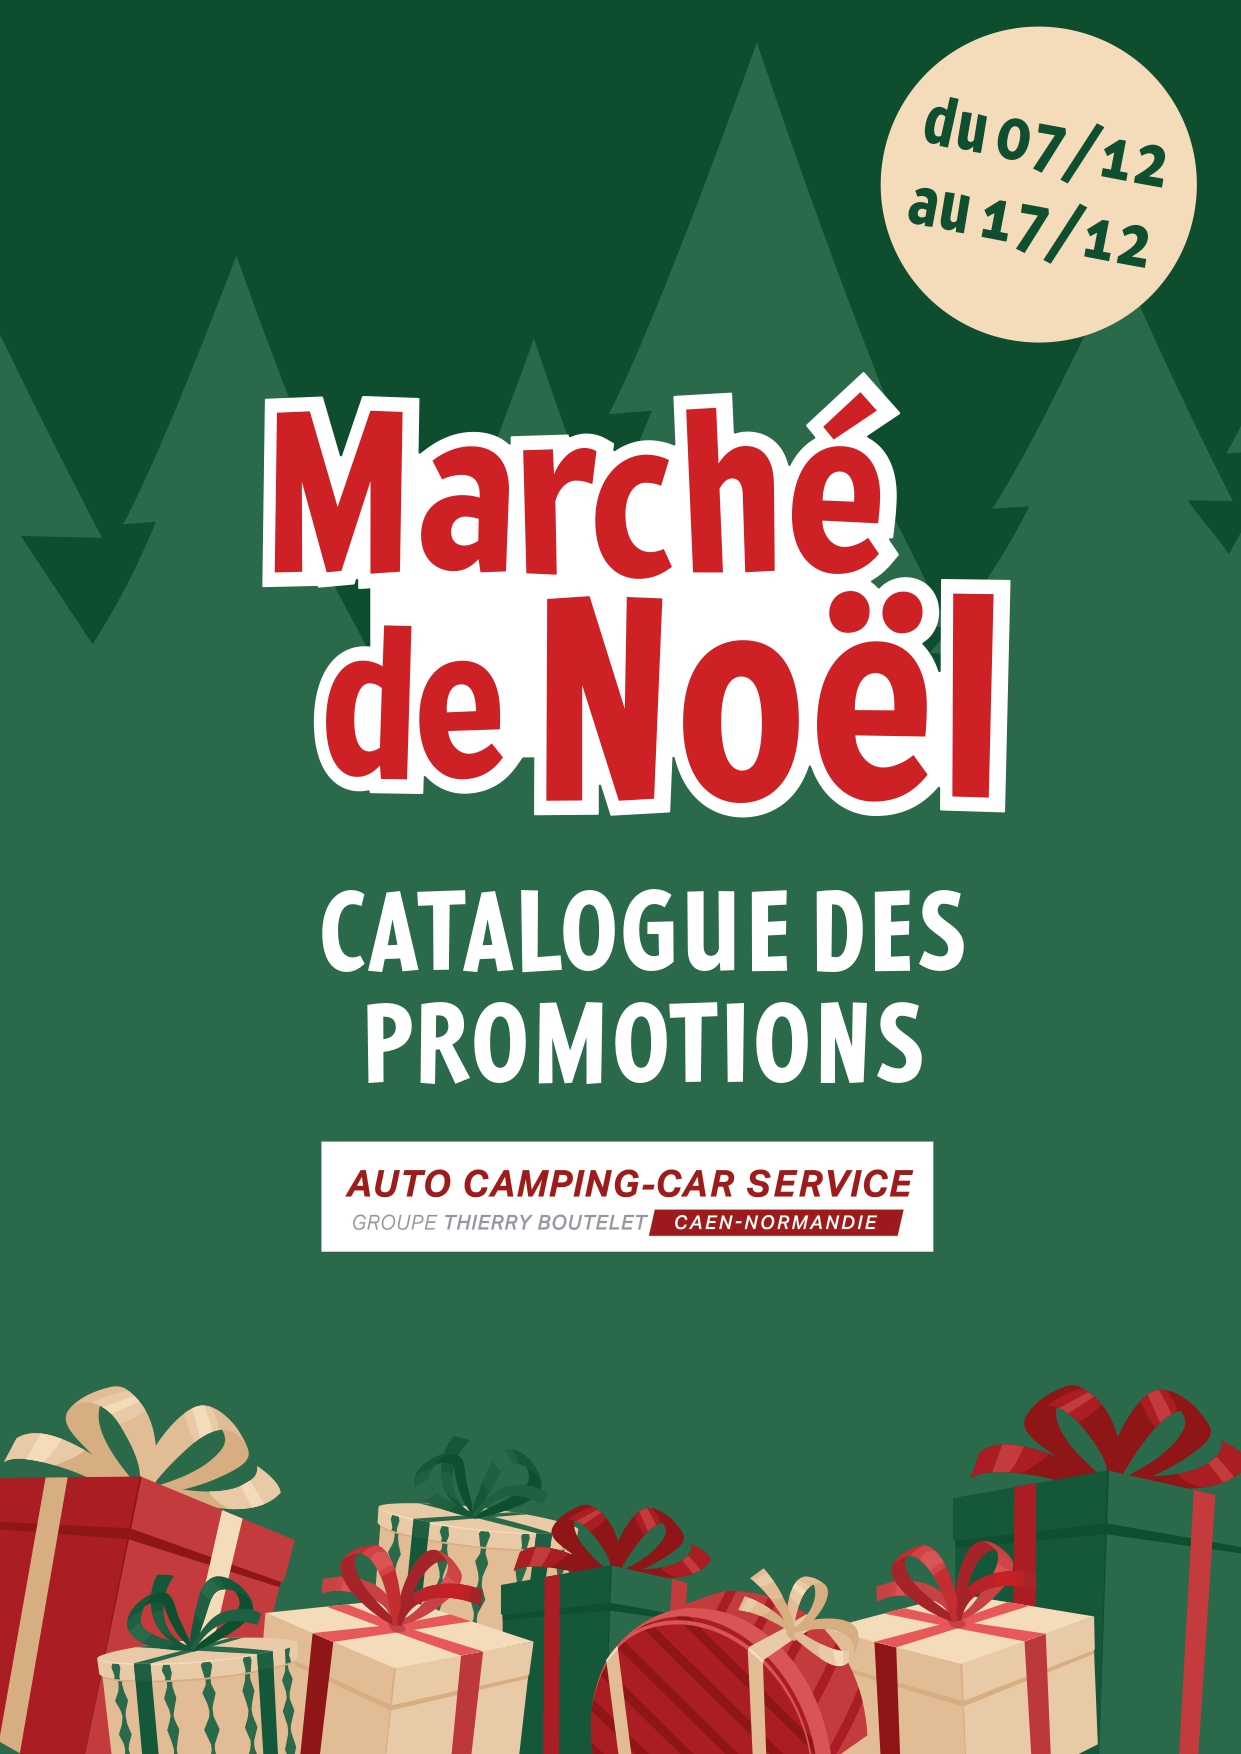 du 07/12
au 17/12
Marché
de Noël
CATALOGUE DES
PROMOTIONS
AUTO CAMPING-CAR SERVICE
GROUPE THIERRY BOUTELET CAEN-NORMANDIE